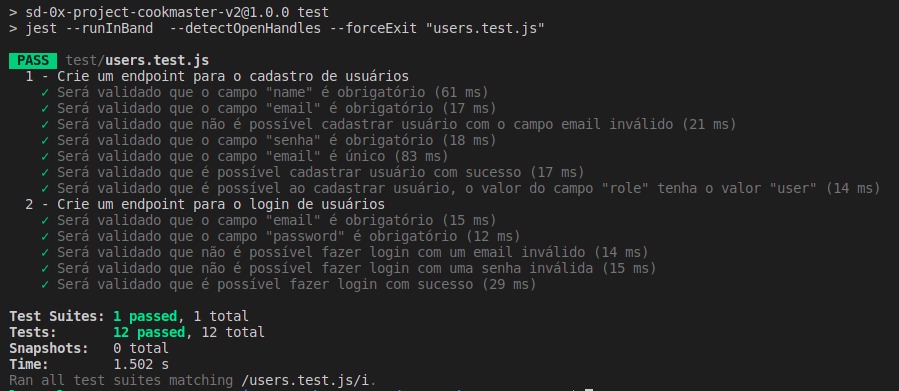 > sd-0x-project-cookmaster-v2@1.0.0 test
> jest --runInBand  --detectOpenHandles --forceExit "users.test.js"
PASS test/users.test.js
1 - Crie um endpoint para o cadastro de usuários
✓ Será validado que o campo "name" é obrigatório (61 ms)
✓ Será validado que o campo "email" é obrigatório (17 ms)
✓ Será validado que não é possível cadastrar usuário com o campo email inválido (21 ms)
✓ Será validado que o campo "senha" é obrigatório (18 ms)
✓ Será validado que o campo "email" é único (83 ms)
✓ Será validado que é possível cadastrar usuário com sucesso (17 ms)
✓ Será validado que é possível ao cadastrar usuário, o valor do campo "role" tenha o valor "user" (14 ms)
2 - Crie um endpoint para o login de usuários
✓ Será validado que o campo "email" é obrigatório (15 ms)
✓ Será validado que o campo "password" é obrigatório (12 ms)
✓ Será validado que não é possível fazer login com um email inválido (14 ms)
✓ Será validado que não é possível fazer login com uma senha inválida (15 ms)
✓ Será validado que é possível fazer login com sucesso (29 ms)
Test Suites: 1 passed, 1 total
Tests:       12 passed, 12 total
Snapshots:   0 total
Time:        1.502 s
Ran all test suites matching /users.test.js/i.